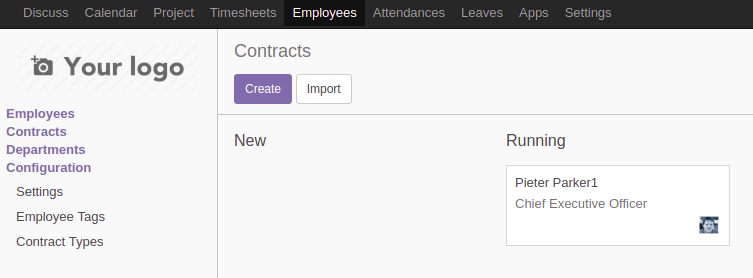 Discuss Calendar Project Timesheets Employees Attendances Leaves Apps Settings
Your logo
Employees
Contracts
Departments
Configuration
Settings
Employee Tags
Contract Types
Contracts
Create Import
New
Running
Pieter Parker1
Chief Executive Officer